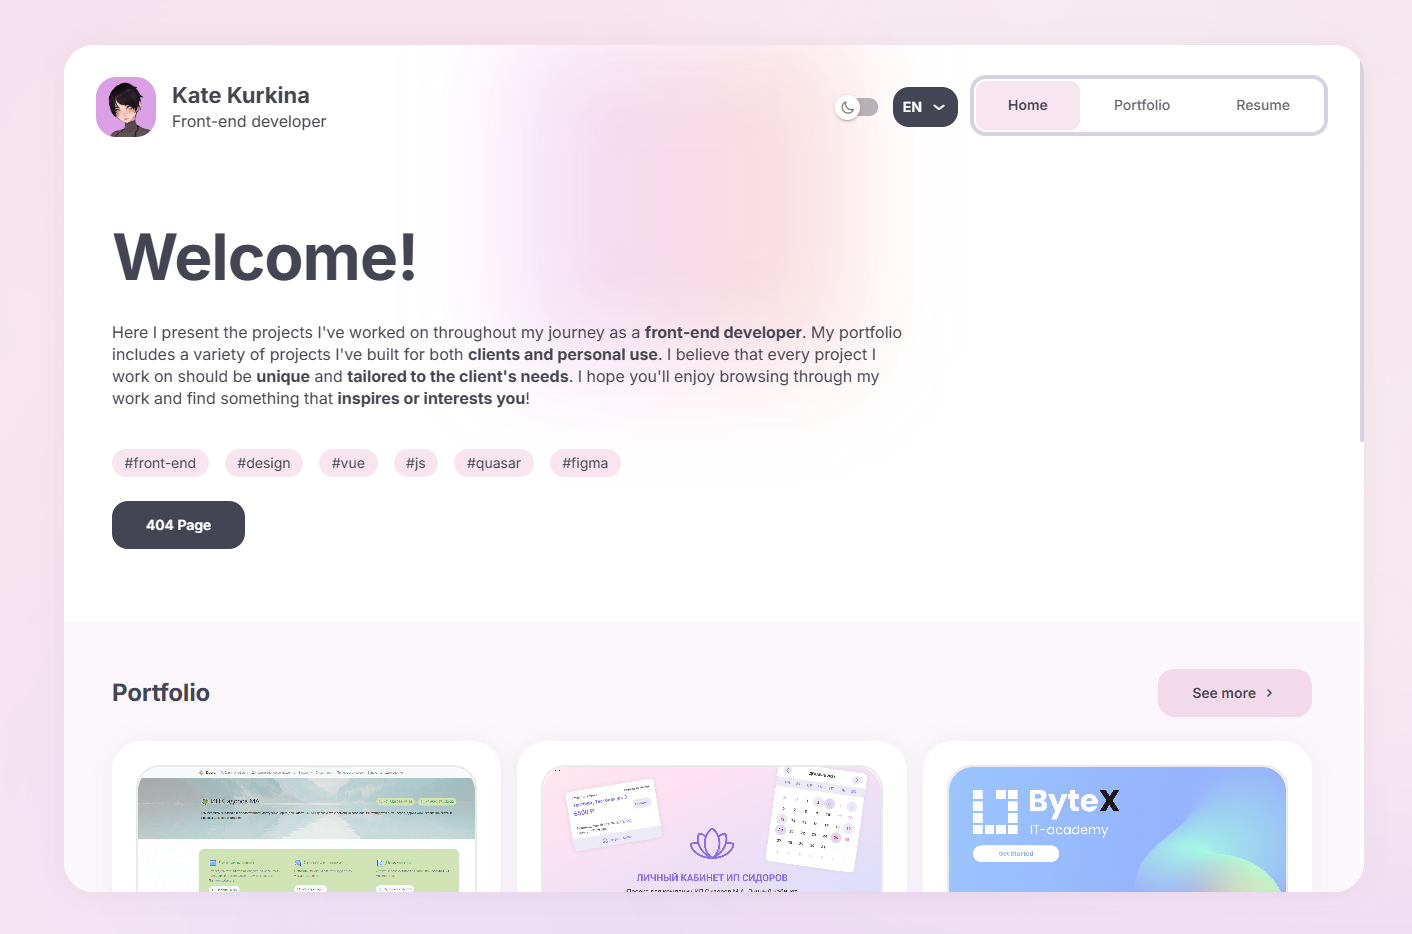 Kate Kurkina
Front-end developer
EN
Home
Portfolio
Resume
Welcome!
Here I present the projects I've worked on throughout my journey as a front-end developer. My portfolio
includes a variety of projects I've built for both clients and personal use. I believe that every project I
work on should be unique and tailored to the client's needs. I hope you'll enjoy browsing through my
work and find something that inspires or interests you!
#front-end
#design
#vue
#js
#quasar
#figma
404 Page
Portfolio
See more
ИП Сидоров МА
6500 ₽
ЛИЧНЫЙ КАБИНЕТ ИП СИДОРОВ
ByteX
IT-academy
Get Started